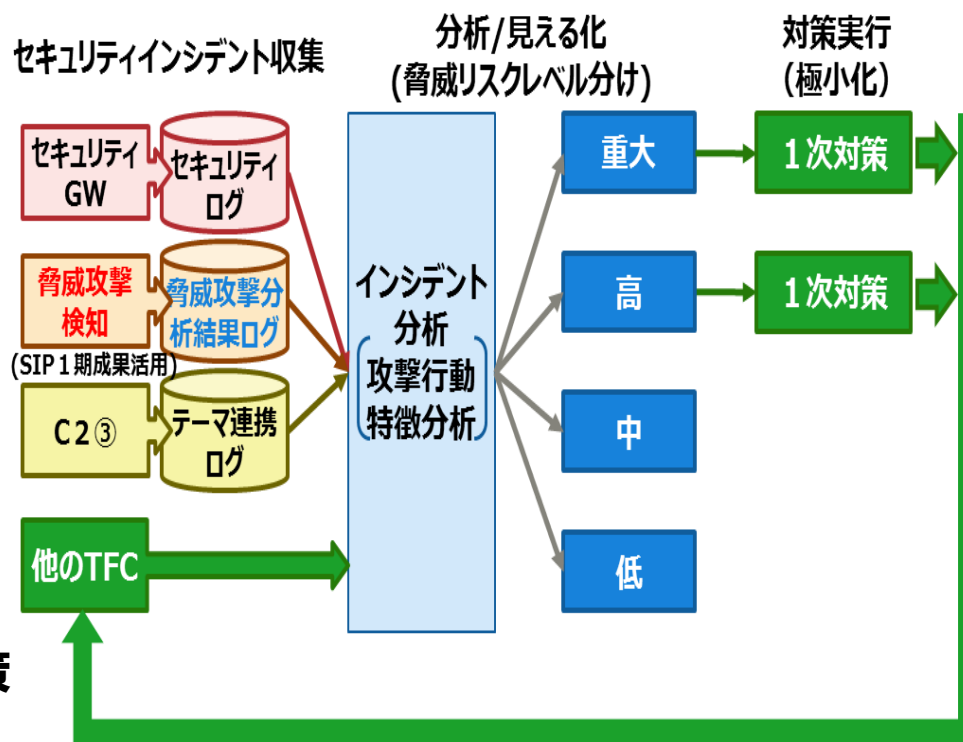 セキュリティインシデント収集
分析/見える化
(脅威リスクレベル分け)
対策実行
(極小化)
セキュリティ
GW
セキュリティ
ログ
脅威攻撃
検知
脅威攻撃分
析結果ログ
(SIP1期成果活用)
C2③
テーマ連携
ログ
他のTFC
インシデント
分析
攻撃行動
特徴分析
重大
高
中
低
1次対策
1次対策